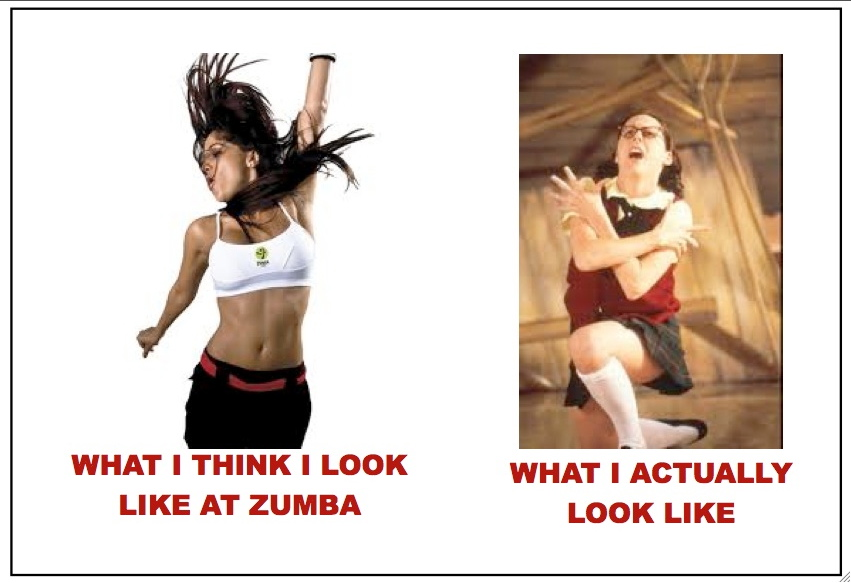 WHAT I THINK I LOOK
LIKE AT ZUMBA
WHAT I ACTUALLY
LOOK LIKE